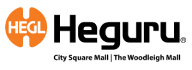 HEGL Heguru®
City Square Mall | The Woodleigh Mall